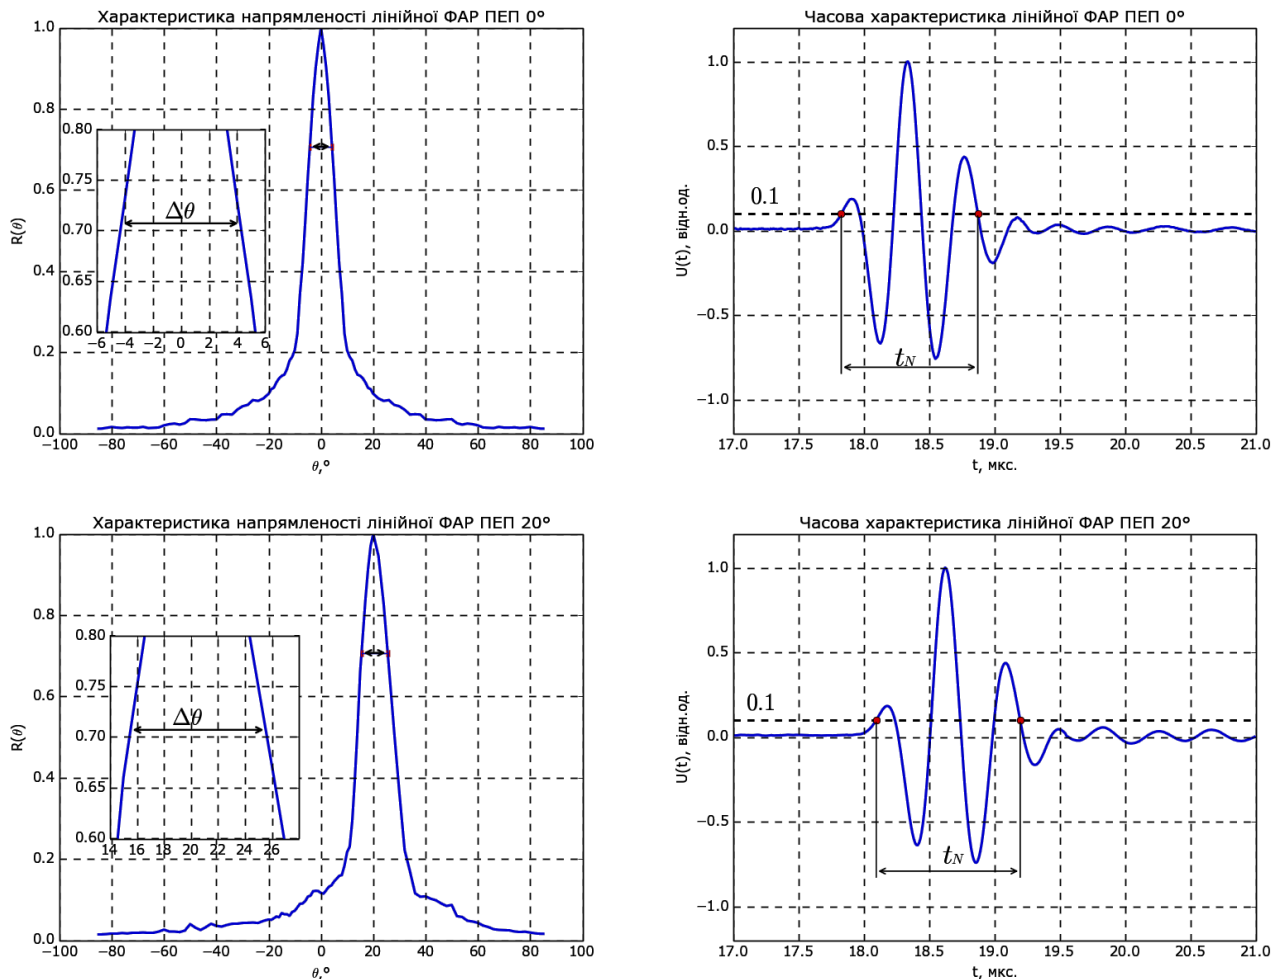 Характеристика напрямленості лінійної ФАР ПЕП 0°
1.0
0.8
0.6
0.4
0.2
0.0
R(θ)
−100 −80 −60 −40 −20 0 20 40 60 80 100
θ,°
0.80
0.75
0.70
0.65
0.60
−6 −4 −2 0 2 4 6
Δθ
Часова характеристика лінійної ФАР ПЕП 0°
1.0
0.5
0.0
−0.5
−1.0
U(t), відн.од.
0.1
tN
17.0 17.5 18.0 18.5 19.0 19.5 20.0 20.5 21.0
t, мкс.
Характеристика напрямленості лінійної ФАР ПЕП 20°
1.0
0.8
0.6
0.4
0.2
0.0
R(θ)
−100 −80 −60 −40 −20 0 20 40 60 80 100
θ,°
0.80
0.75
0.70
0.65
0.60
14 16 18 20 22 24 26
Δθ
Часова характеристика лінійної ФАР ПЕП 20°
1.0
0.5
0.0
−0.5
−1.0
U(t), відн.од.
0.1
tN
17.0 17.5 18.0 18.5 19.0 19.5 20.0 20.5 21.0
t, мкс.